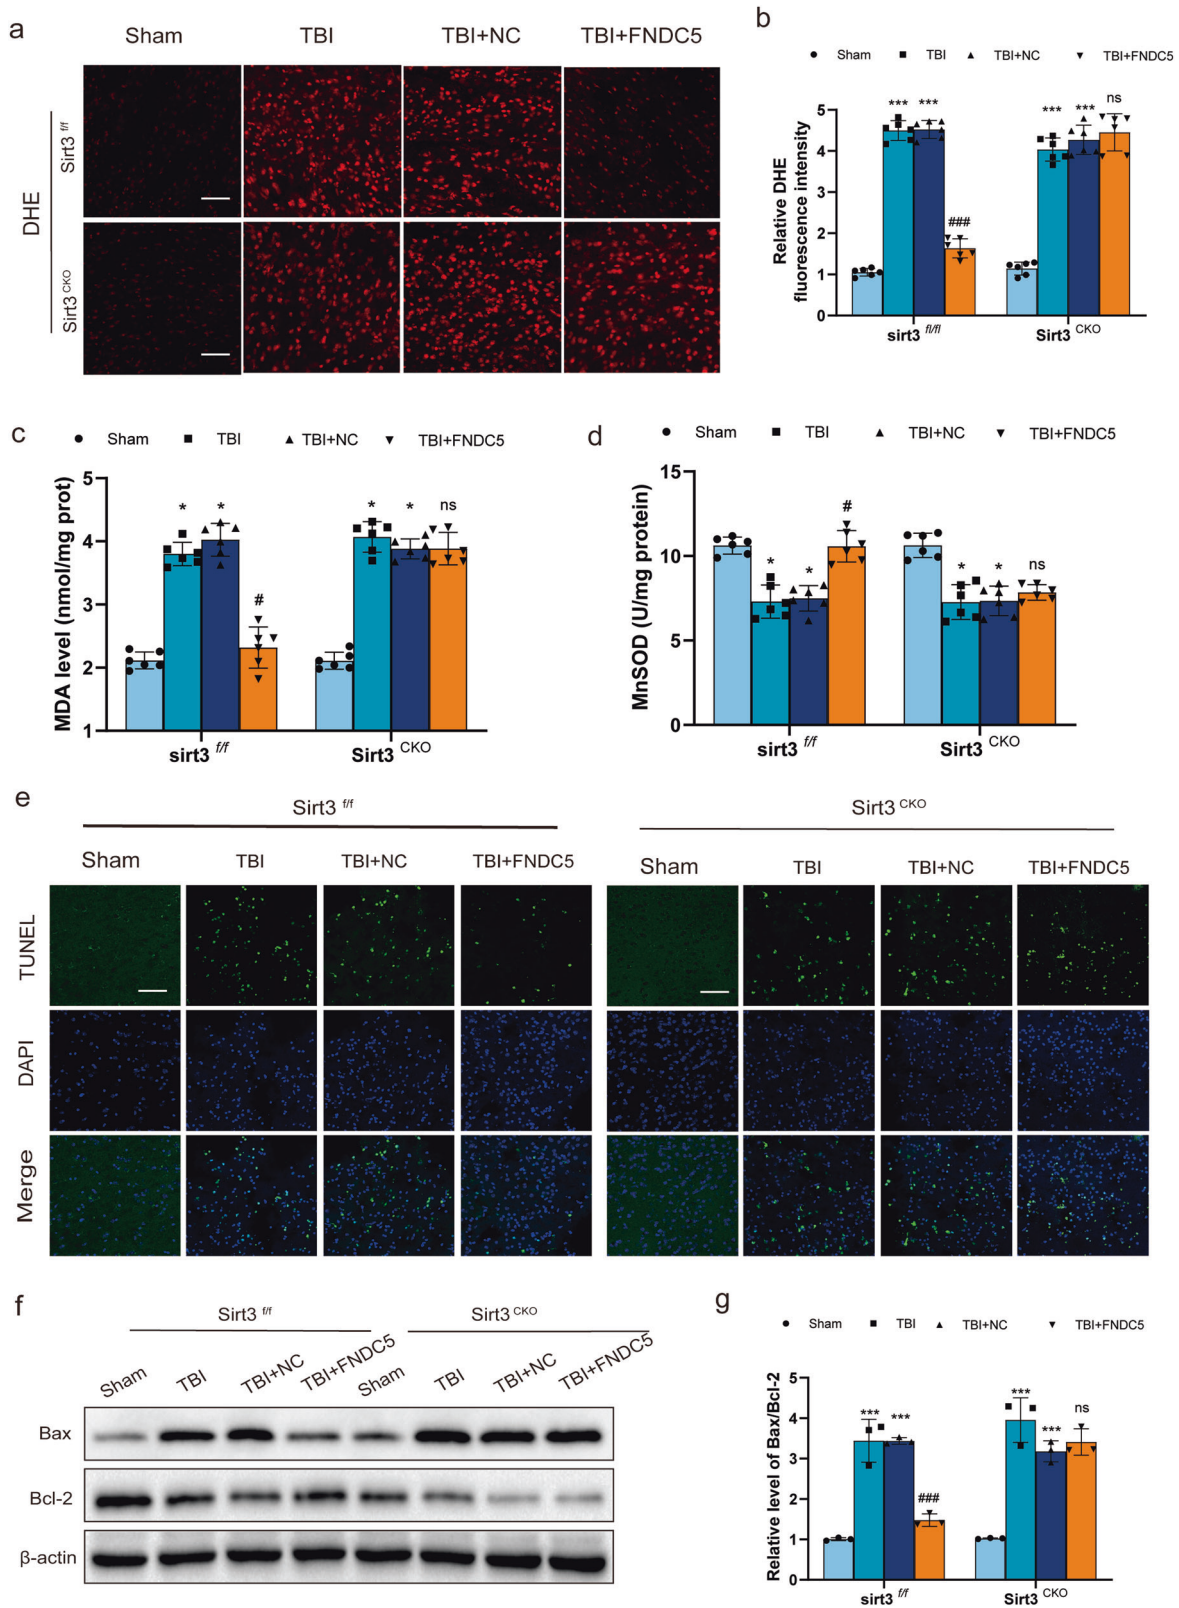 a
Sham TBI TBI+NC TBI+FNDC5
DHE
Sirt3 f/f
Sirt3 CKO
b
Sham TBI TBI+NC TBI+FNDC5
Relative DHE
fluorescence intensity
5
4
3
2
1
0
*** *** ###
*** *** ns
sirt3 fl/fl Sirt3 CKO
c
Sham TBI TBI+NC TBI+FNDC5
MDA level (nmol/mg prot)
5
4
3
2
1
* * #
* * ns
sirt3 f/f Sirt3 CKO
d
Sham TBI TBI+NC TBI+FNDC5
MnSOD (U/mg protein)
15
10
5
0
* * #
* * ns
sirt3 f/f Sirt3 CKO
e
Sirt3 f/f Sirt3 CKO
Sham TBI TBI+NC TBI+FNDC5 Sham TBI TBI+NC TBI+FNDC5
TUNEL
DAPI
Merge
f
Sirt3 f/f Sirt3 CKO
Sham TBI TBI+NC TBI+FNDC5 Sham TBI TBI+NC TBI+FNDC5
Bax
Bcl-2
β-actin
g
Sham TBI TBI+NC TBI+FNDC5
Relative level of Bax/Bcl-2
5
4
3
2
1
0
*** *** ###
*** *** ns
sirt3 f/f Sirt3 CKO